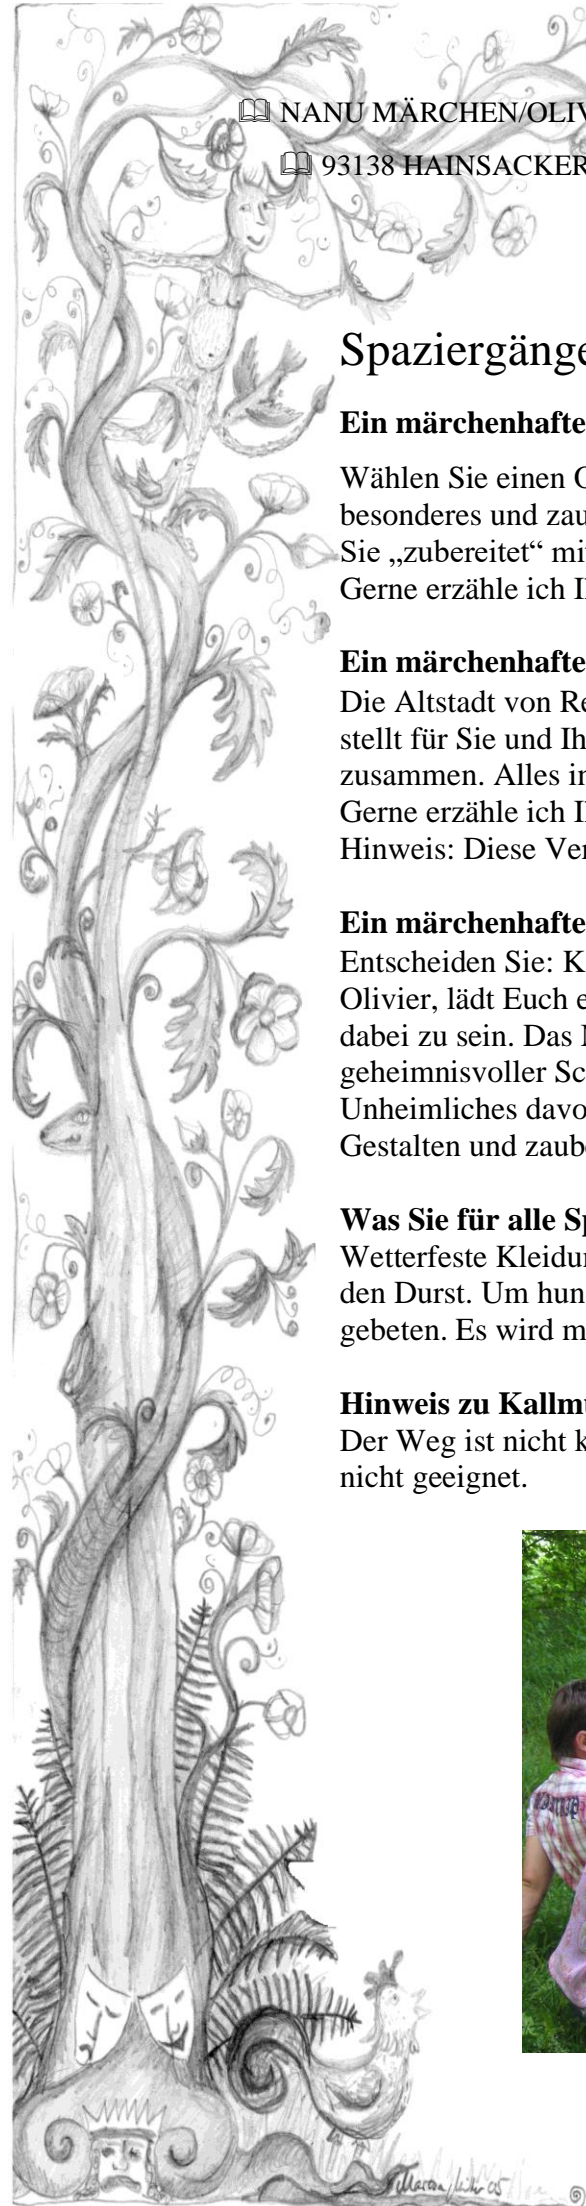 NANU MÄRCHEN/OLIV
93138 HAINSACKER
Spaziergänge
Ein märchenhafte
Wählen Sie einen
besonderes und zau
Sie „zubereitet“ mi
Gerne erzähle ich I
Ein märchenhafte
Die Altstadt von Re
stellt für Sie und Ih
zusammen. Alles in
Gerne erzähle ich I
Hinweis: Diese Ver
Ein märchenhafte
Entscheiden Sie: K
Olivier, lädt Euch e
dabei zu sein. Das
geheimnisvoller Sc
Unheimliches davo
Gestalten und zaube
Was Sie für alle Sp
Wetterfeste Kleidun
den Durst. Um hun
gebeten. Es wird m
Hinweis zu Kallmü
Der Weg ist nicht k
nicht geeignet.